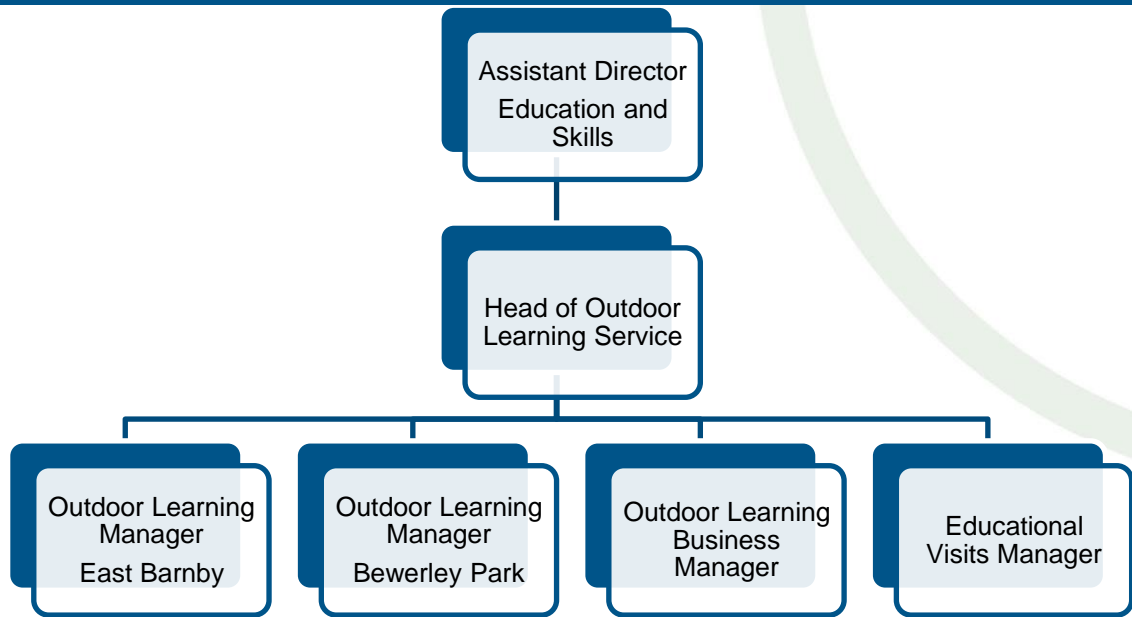 Assistant Director
Education and
Skills
Head of Outdoor
Learning Service
Outdoor Learning
Manager
East Barnby
Outdoor Learning
Manager
Bewerley Park
Outdoor Learning
Business
Manager
Educational
Visits Manager